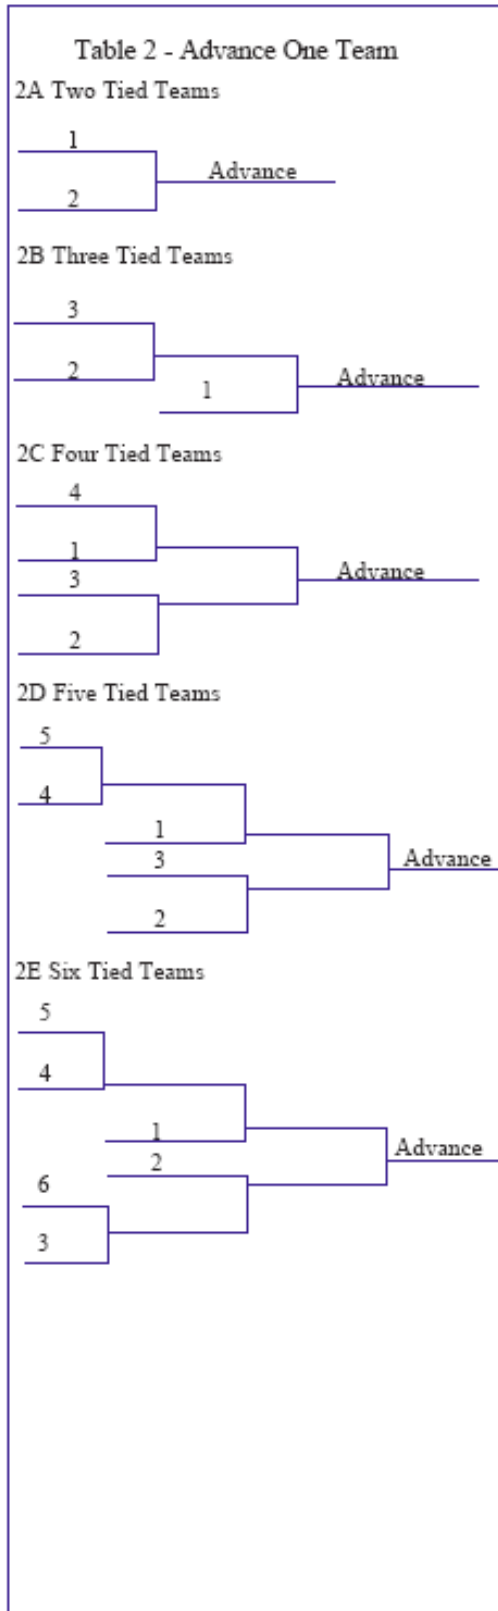 Table 2 - Advance One Team
2A Two Tied Teams
1
Advance
2
2B Three Tied Teams
3
2
Advance
1
2C Four Tied Teams
4
1
Advance
3
2
2D Five Tied Teams
5
4
1
3
Advance
2
2E Six Tied Teams
5
4
1
Advance
2
6
3